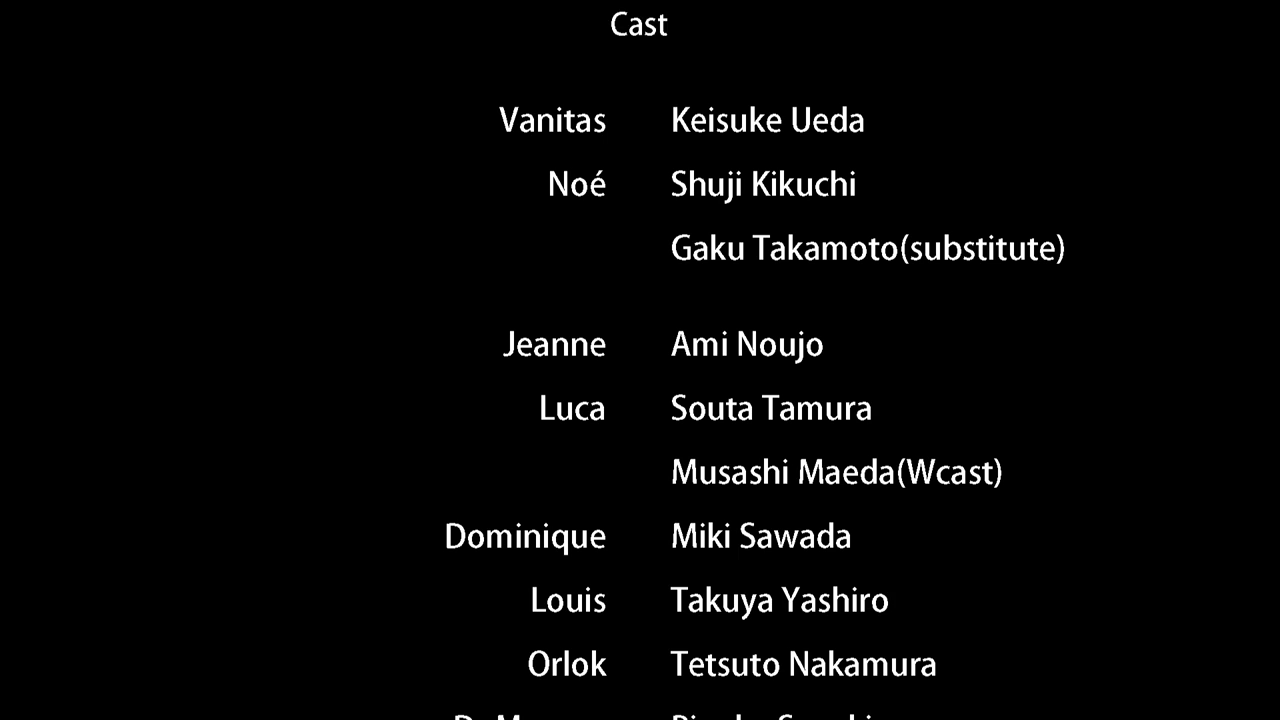 Cast
Vanitas Keisuke Ueda
Noé Shuji Kikuchi
Gaku Takamoto(substitute)
Jeanne Ami Noujo
Luca Souta Tamura
Musashi Maeda(Wcast)
Dominique Miki Sawada
Louis Takuya Yashiro
Orlok Tetsuto Nakamura